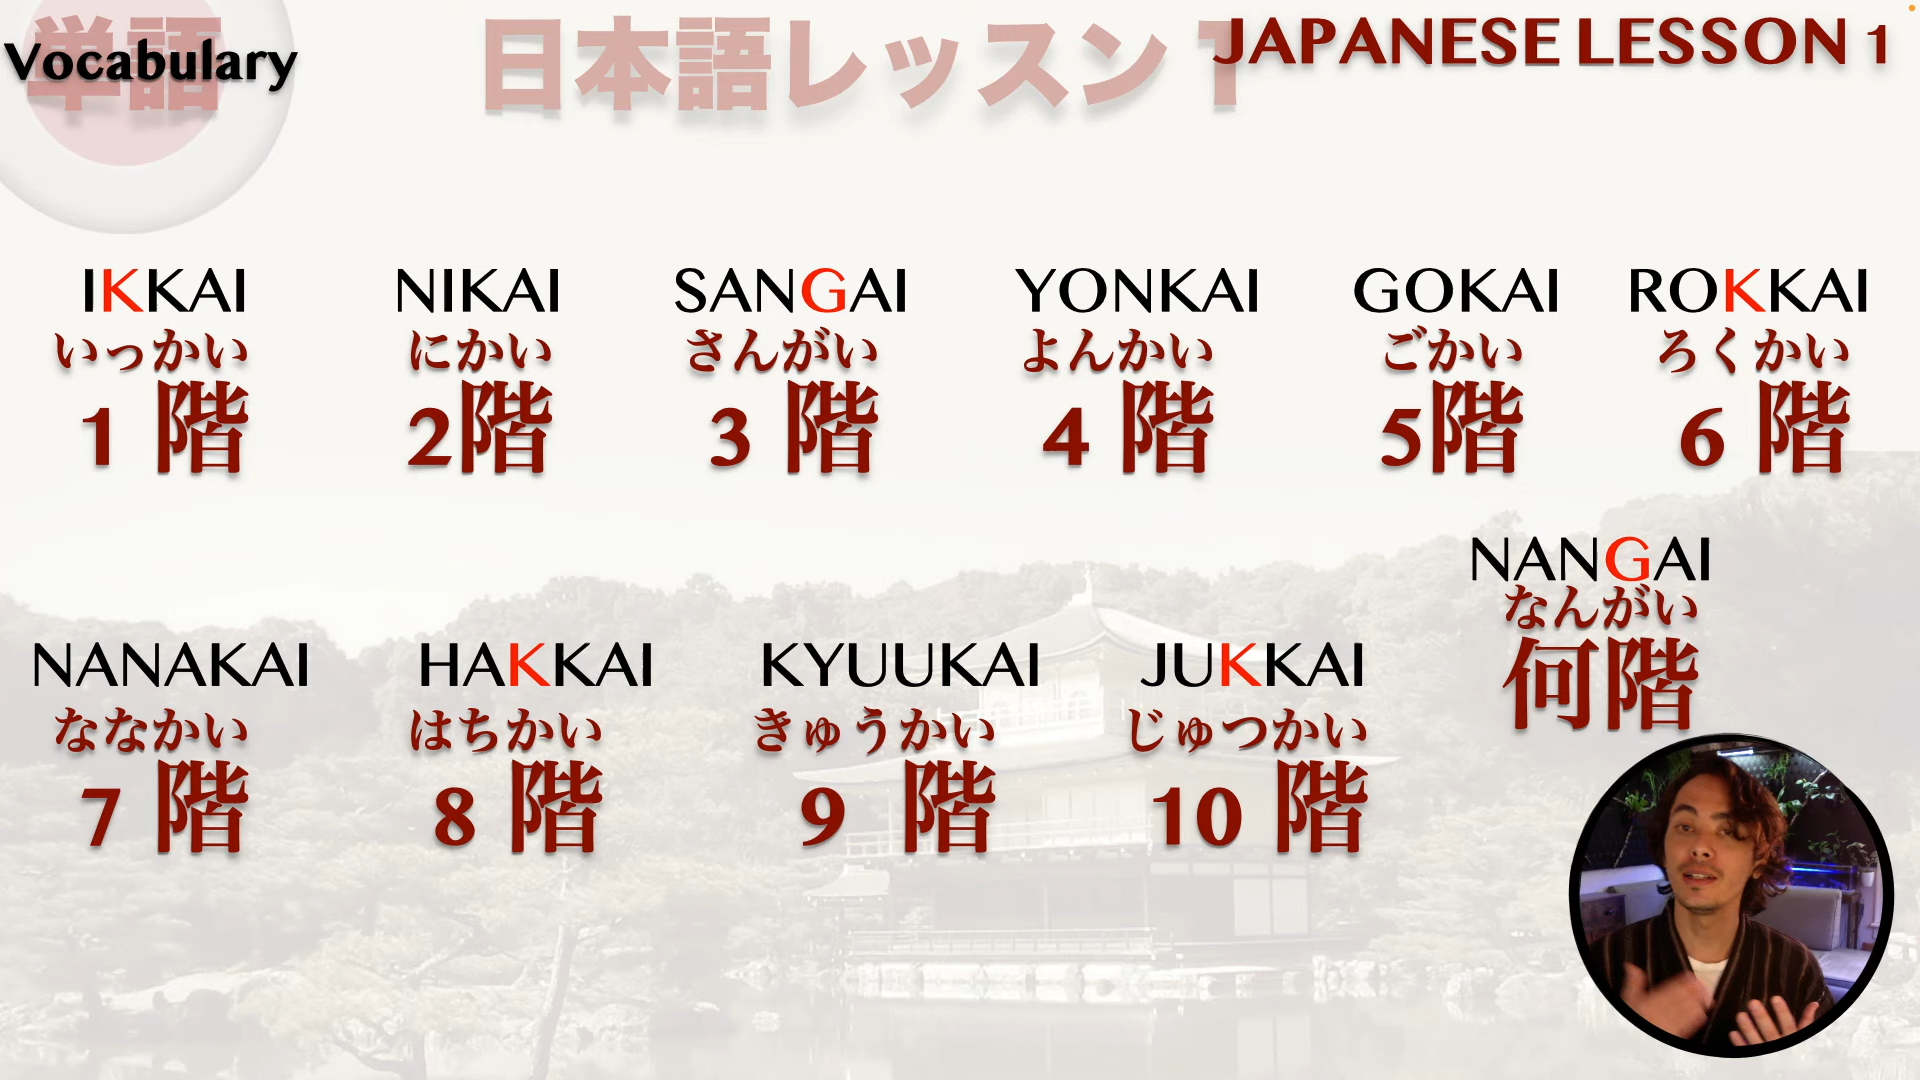 単語
Vocabulary
日本語レッスン 1
JAPANESE LESSON 1
IKKAI
いっかい
1 階
NIKAI
にかい
2階
SANGAI
さんがい
3 階
YONKAI
よんかい
4 階
GOKAI
ごかい
5階
ROKKAI
ろくかい
6 階
NANAKAI
ななかい
7 階
HAKKAI
はちかい
8 階
KYUUKAI
きゅうかい
9 階
JUKKAI
じゅつかい
10 階
NANGAI
なんがい
何階